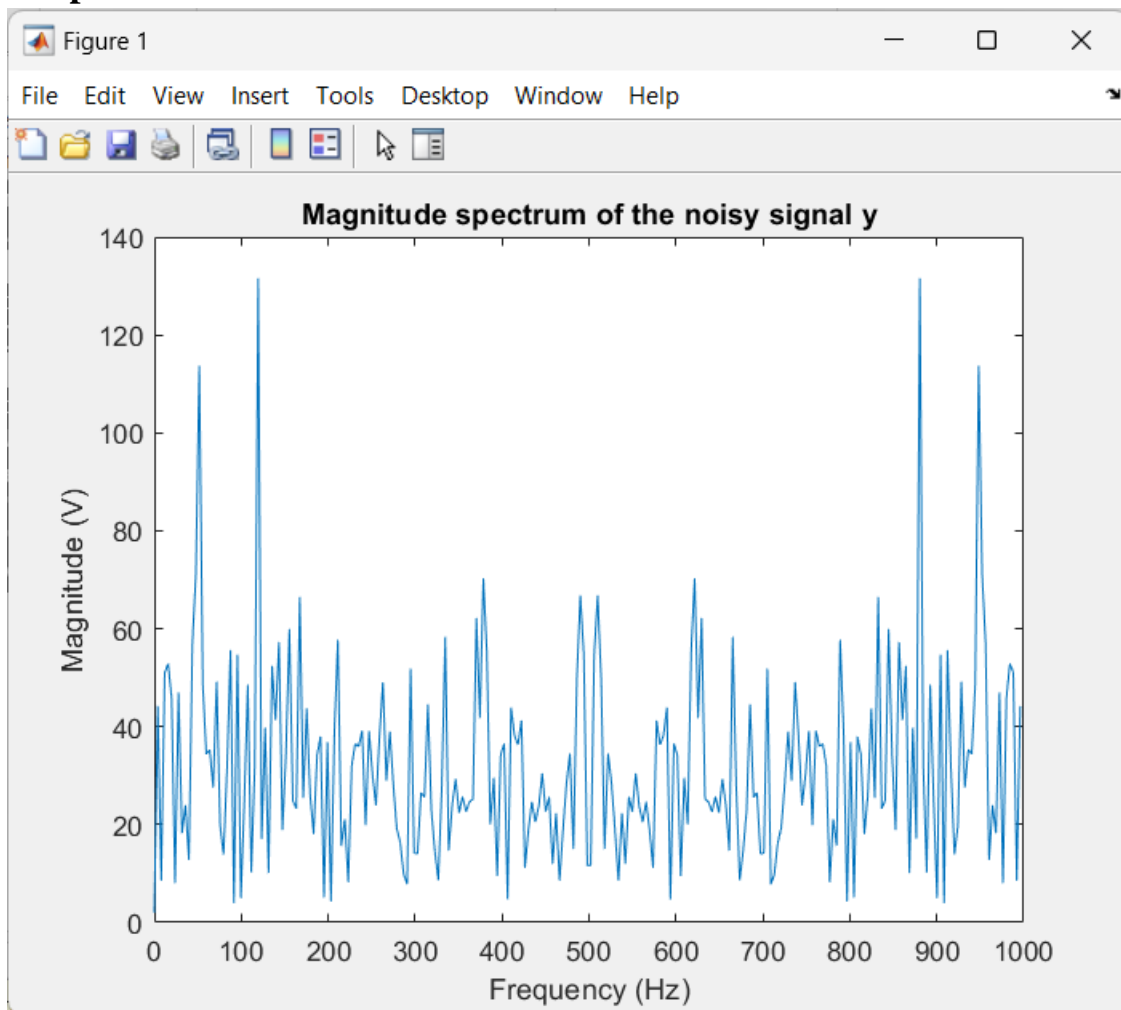 Figure 1
File Edit View Insert Tools Desktop Window Help
Magnitude spectrum of the noisy signal y
140
120
100
80
60
40
20
0
Magnitude (V)
0 100 200 300 400 500 600 700 800 900 1000
Frequency (Hz)